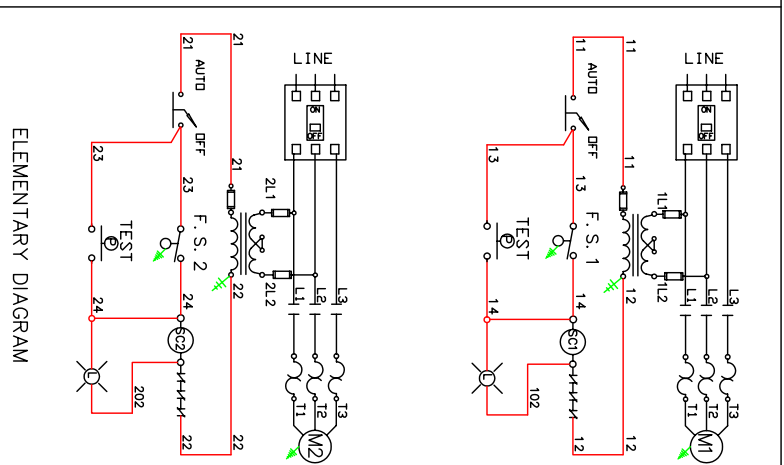 LINE
ON
OFF
21
21
AUTO
OFF
21
23
23
2L1
F.S.2
TEST
P
2L2
22
24
24
SC2
L
202
L1
L2
L3
T1
T2
T3
M2
22
22
LINE
ON
OFF
11
11
AUTO
OFF
11
13
13
1L1
F.S.1
TEST
P
1L2
12
14
14
SC1
L
102
L1
L2
L3
T1
T2
T3
M1
12
12
ELEMENTARY DIAGRAM